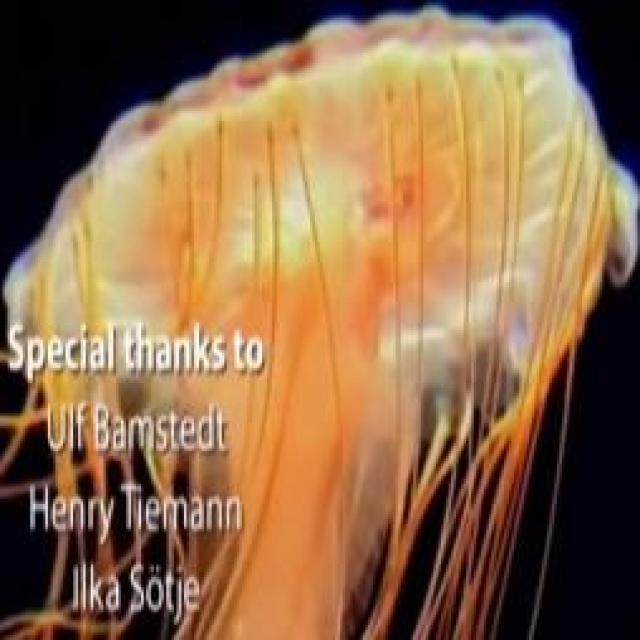 Special thanks to
Ulf Bamstedt
Henry Tiemann
Ilka Sötje